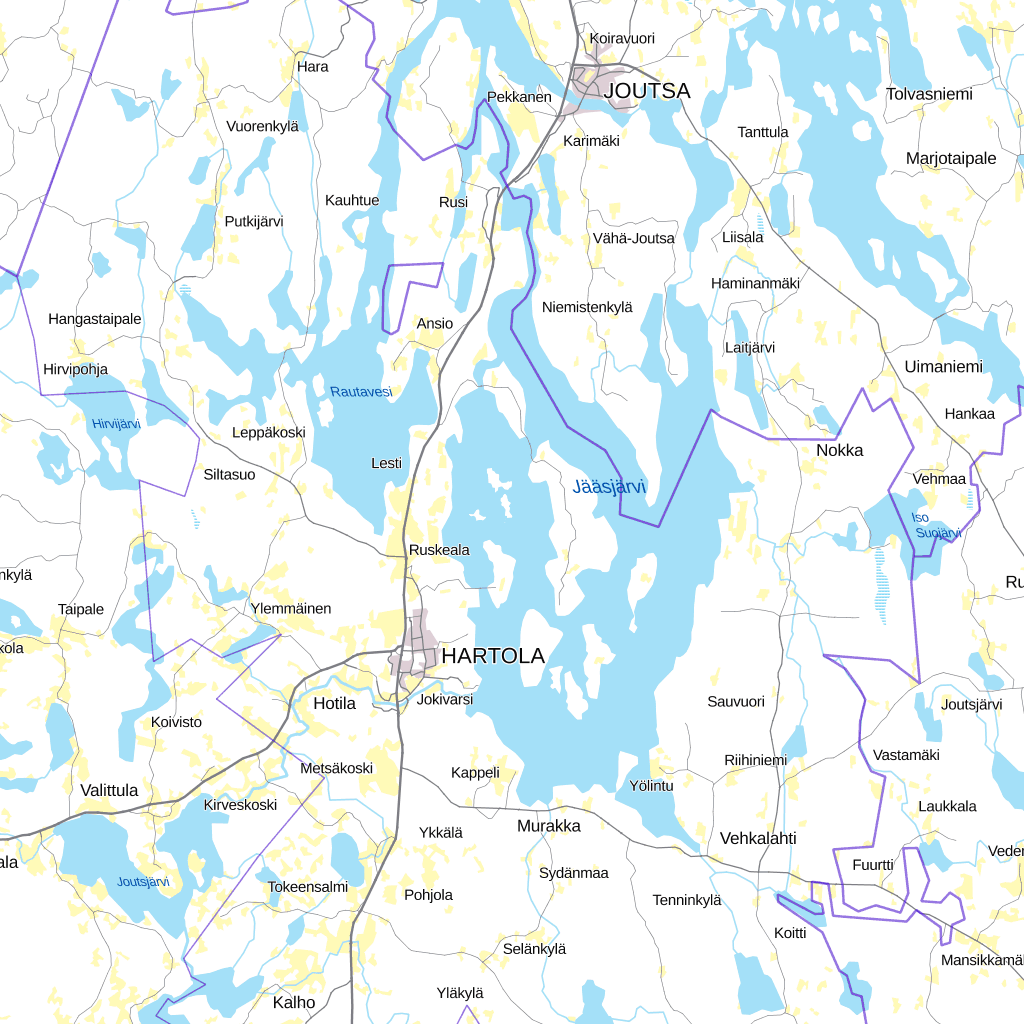 Koiravuori
Hara
JOUTSA
Pekkanen
Tolvasniemi
Vuorenkylä
Tanttula
Karimäki
Marjotaipale
Kauhtue
Rusi
Putkijärvi
Vähä-Joutsa
Liisala
Haminanmäki
Niemistenkylä
Hangastaipale
Ansio
Laitjärvi
Hirvipohja
Uimaniemi
Rautavesi
Hirvijärvi
Hankaa
Leppäkoski
Nokka
Lesti
Siltasuo
Vehmaa
Jääsjärvi
Iso
Suojärvi
Ruskeala
nkylä
Ru
Taipale
Ylemmäinen
kola
HARTOLA
Hotila
Jokivarsi
Sauvuori
Joutsjärvi
Koivisto
Vastamäki
Riihiniemi
Metsäkoski
Kappeli
Yölintu
Valittula
Kirveskoski
Laukkala
Murakka
Ykkälä
Vehkalahti
Veder
ala
Fuurtti
Sydänmaa
Joutsjärvi
Tokeensalmi
Pohjola
Tenninkylä
Koitti
Selänkylä
Mansikkamäl
Yläkylä
Kalho